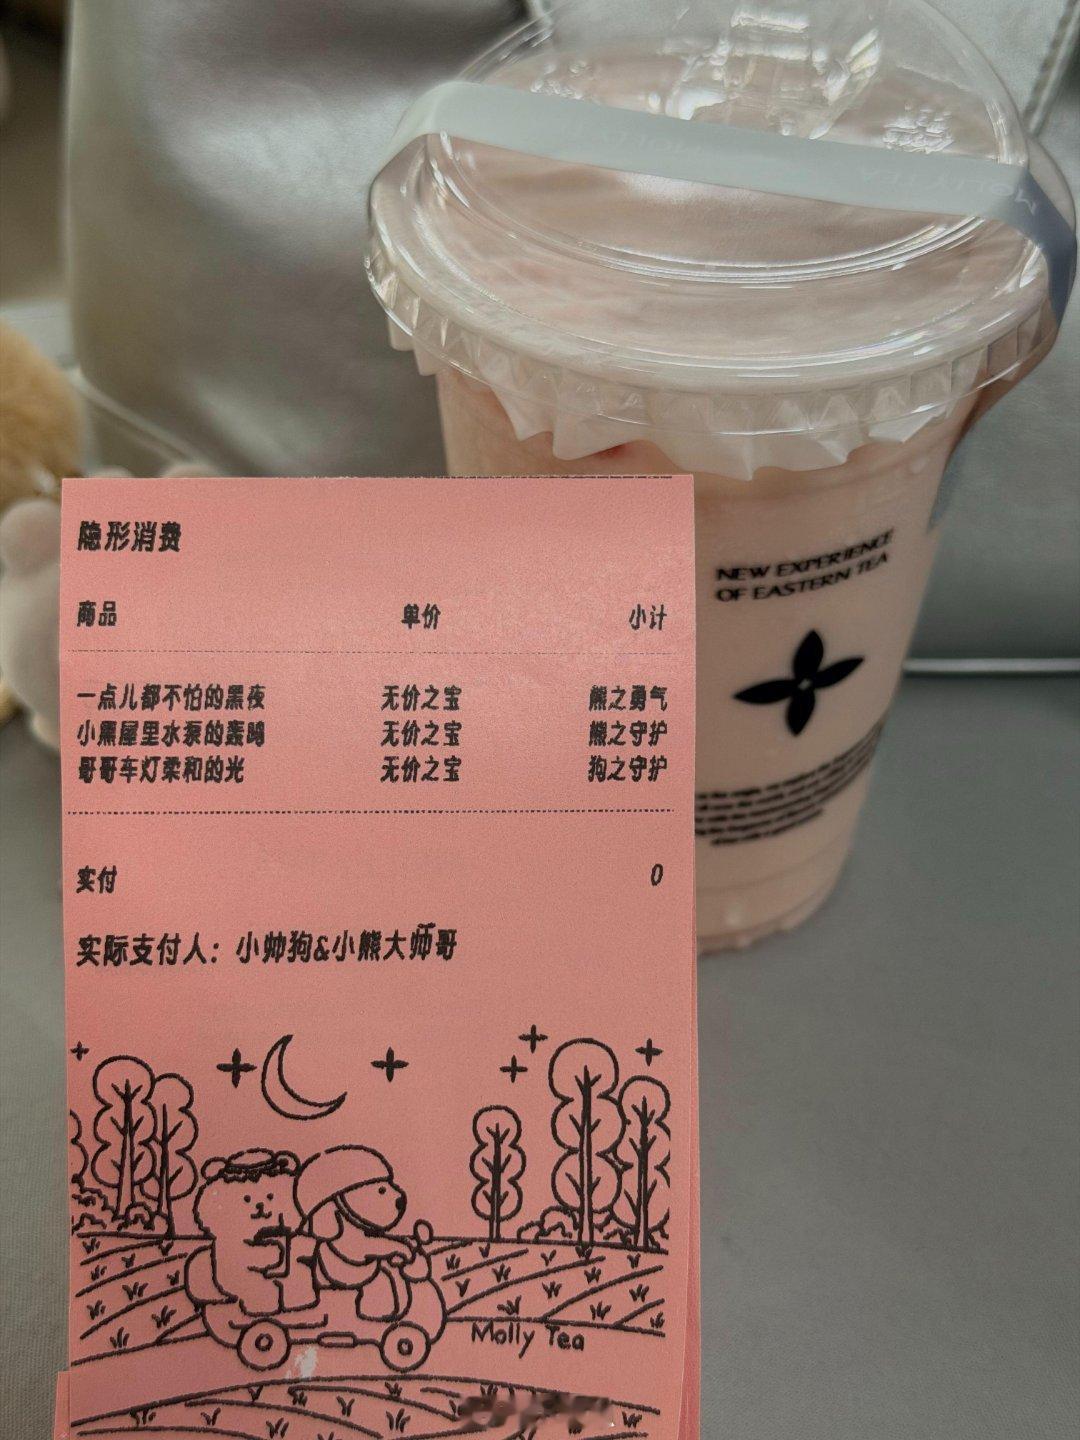 MOLLY TEA
NEW EXPERIENCE
OF EASTERN TEA
隐形消费
商品 单价 小计
一点儿都不怕的黑夜 无价之宝 熊之勇气
小黑屋里水泵的轰鸣 无价之宝 熊之守护
哥哥车灯柔和的光 无价之宝 狗之守护
实付 0
实际支付人：小帅狗&小熊大师哥
Molly Tea